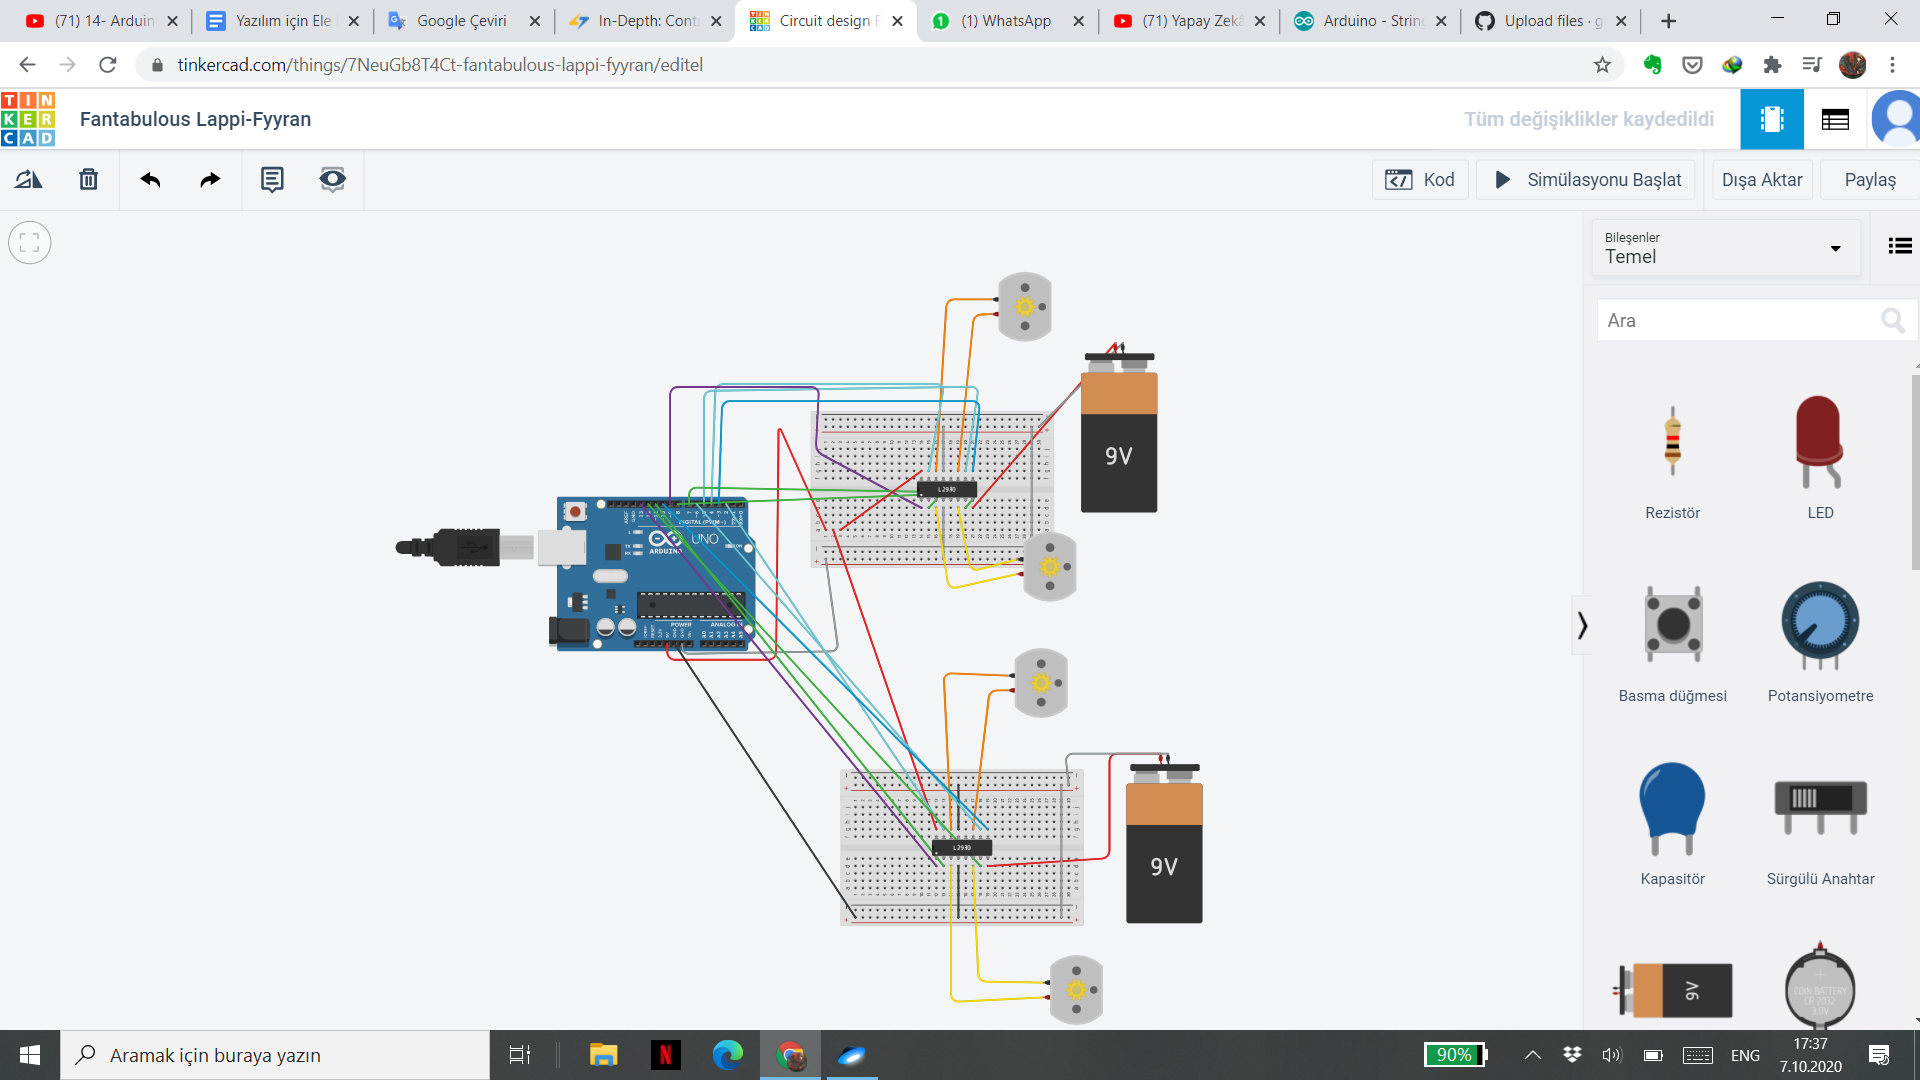 (71) 14- Arduin
Yazılım için Ele
Google Çeviri
In-Depth: Cont
Circuit design F
(1) WhatsApp
(71) Yapay Zeka
Arduino - String
Upload files · g
tinkercad.com/things/7NeuGb8T4Ct-fantabulous-lappi-fyyran/editel
TIN
KER
CAD
Fantabulous Lappi-Fyyran
Tüm değişiklikler kaydedildi
Kod
Simülasyonu Başlat
Dışa Aktar
Paylaş
Bileşenler
Temel
Ara
Rezistör
LED
Basma düğmesi
Potansiyometre
Kapasitör
Sürgülü Anahtar
9V
COIN BATTERY
CR 2032
3.0V
9V
L293D
DIGITAL (PWM~)
UNO
ARDUINO
POWER
ANALOG
L293D
9V
Aramak için buraya yazın
90%
ENG
17:37
7.10.2020